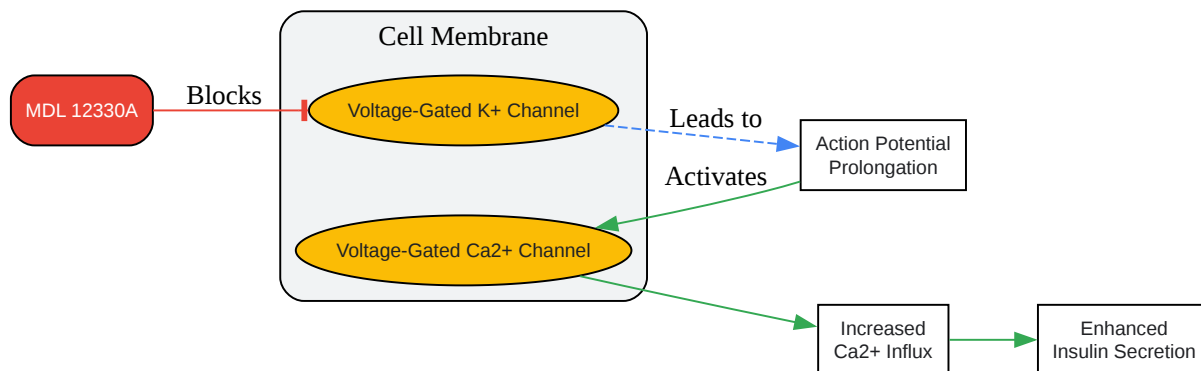 Cell Membrane
MDL 12330A
Blocks
Voltage-Gated K+ Channel
Leads to
Action Potential
Prolongation
Activates
Voltage-Gated Ca2+ Channel
Increased
Ca2+ Influx
Enhanced
Insulin Secretion